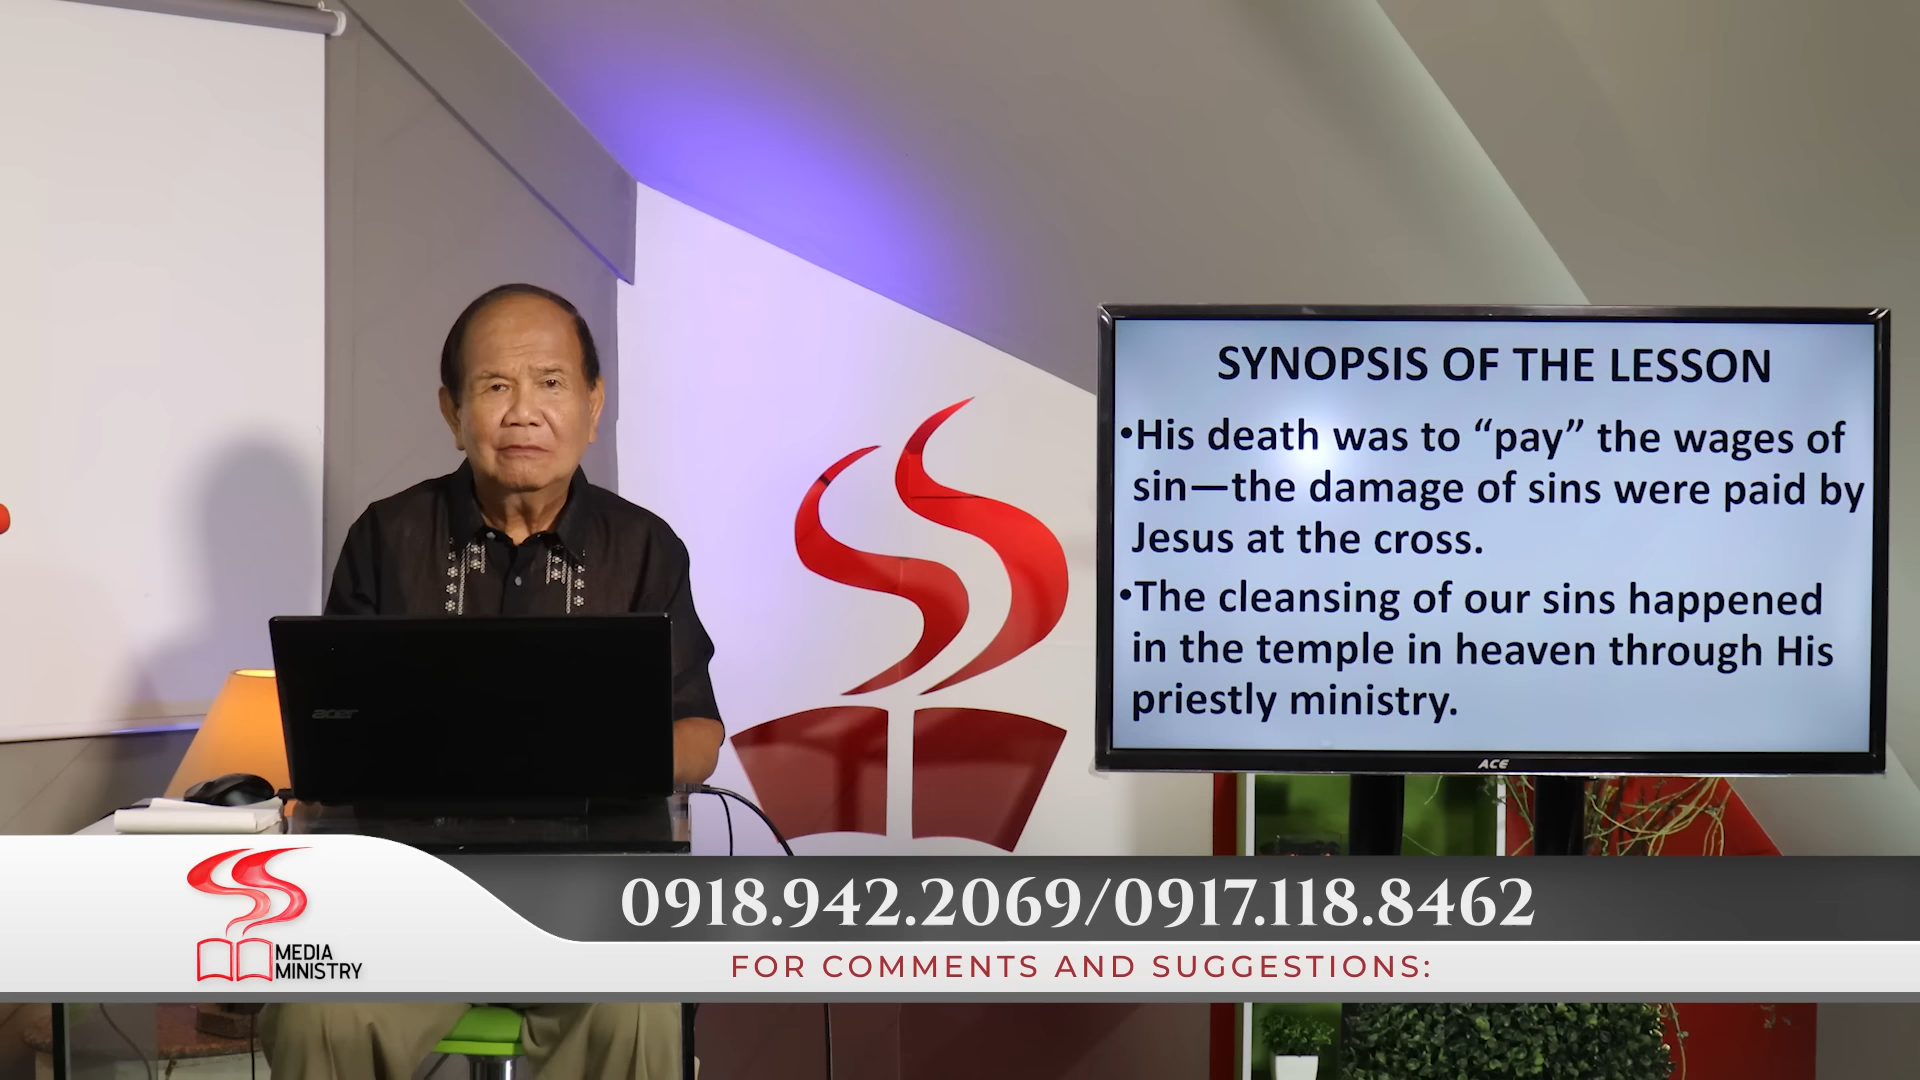 SYNOPSIS OF THE LESSON
•His death was to “pay” the wages of
sin—the damage of sins were paid by
Jesus at the cross.
•The cleansing of our sins happened
in the temple in heaven through His
priestly ministry.
ACE
acer
0918.942.2069/0917.118.8462
MEDIA
MINISTRY
FOR COMMENTS AND SUGGESTIONS: